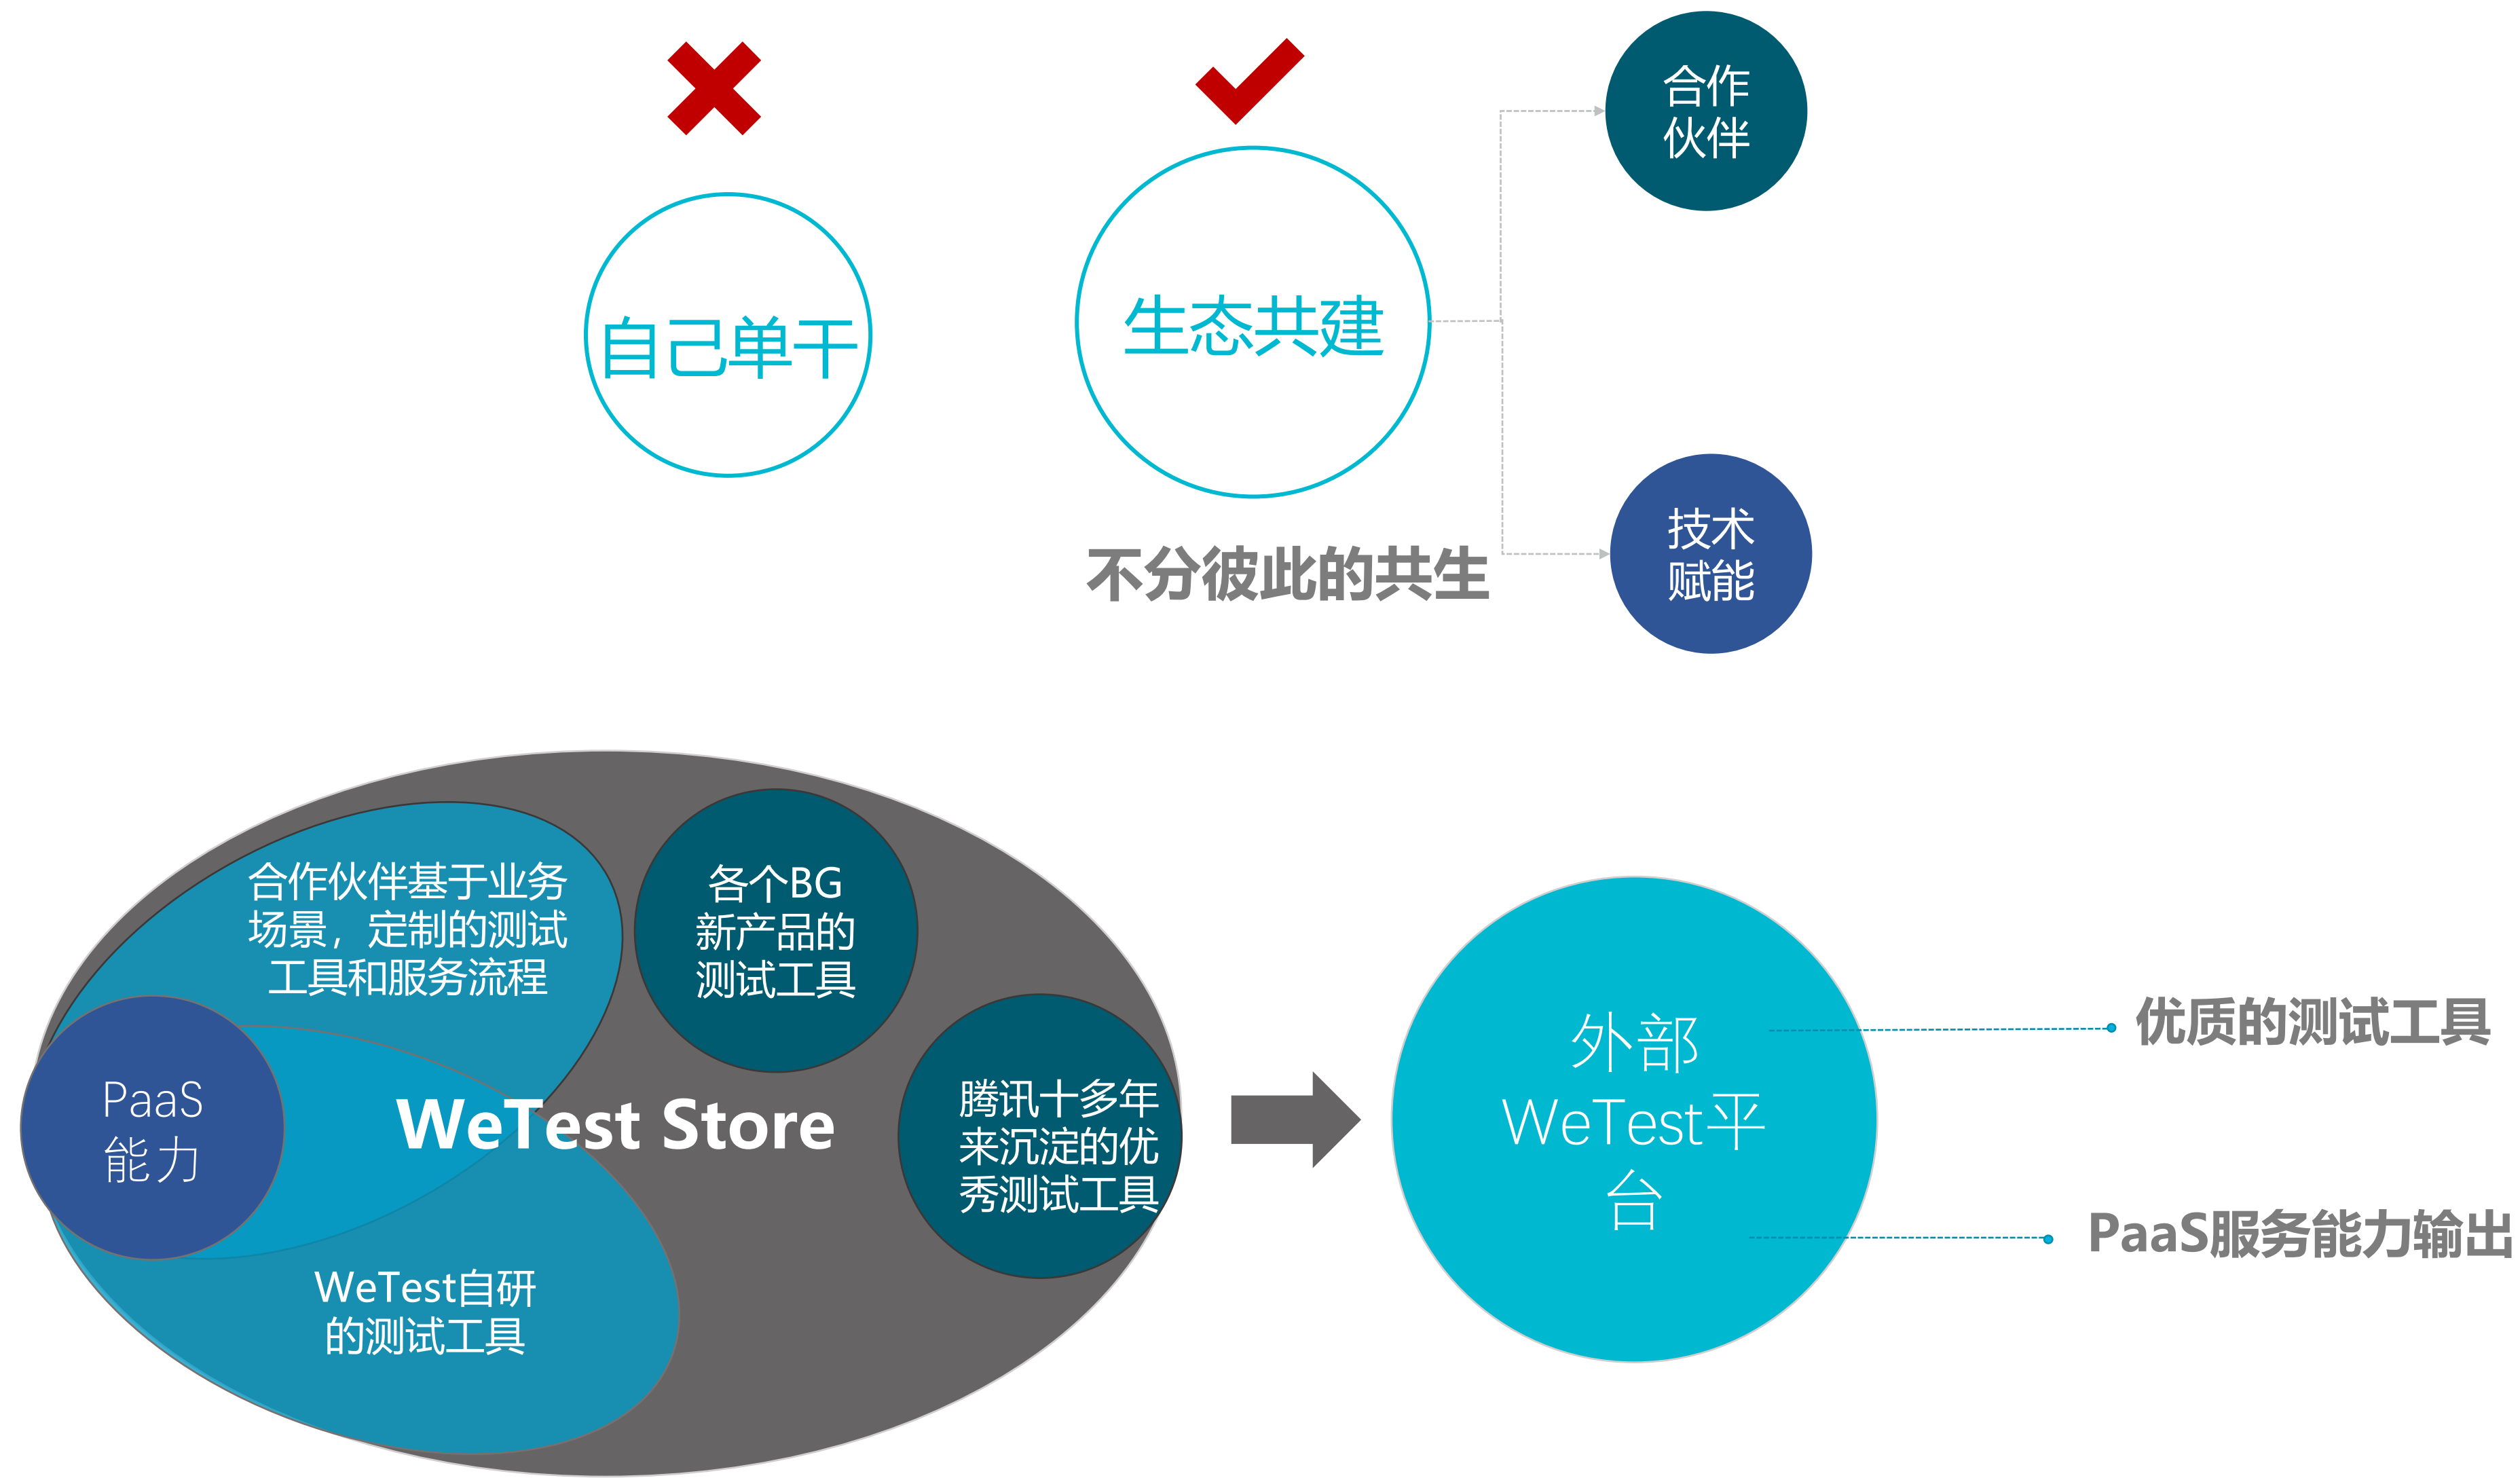 合作
伙伴
自己单干
生态共建
不分彼此的共生
技术
赋能
合作伙伴基于业务
场景，定制的测试
工具和服务流程
各个BG
新产品的
测试工具
PaaS
能力
WeTest Store
腾讯十多年
来沉淀的优
秀测试工具
WeTest自研
的测试工具
外部
WeTest平
台
优质的测试工具
PaaS服务能力输出